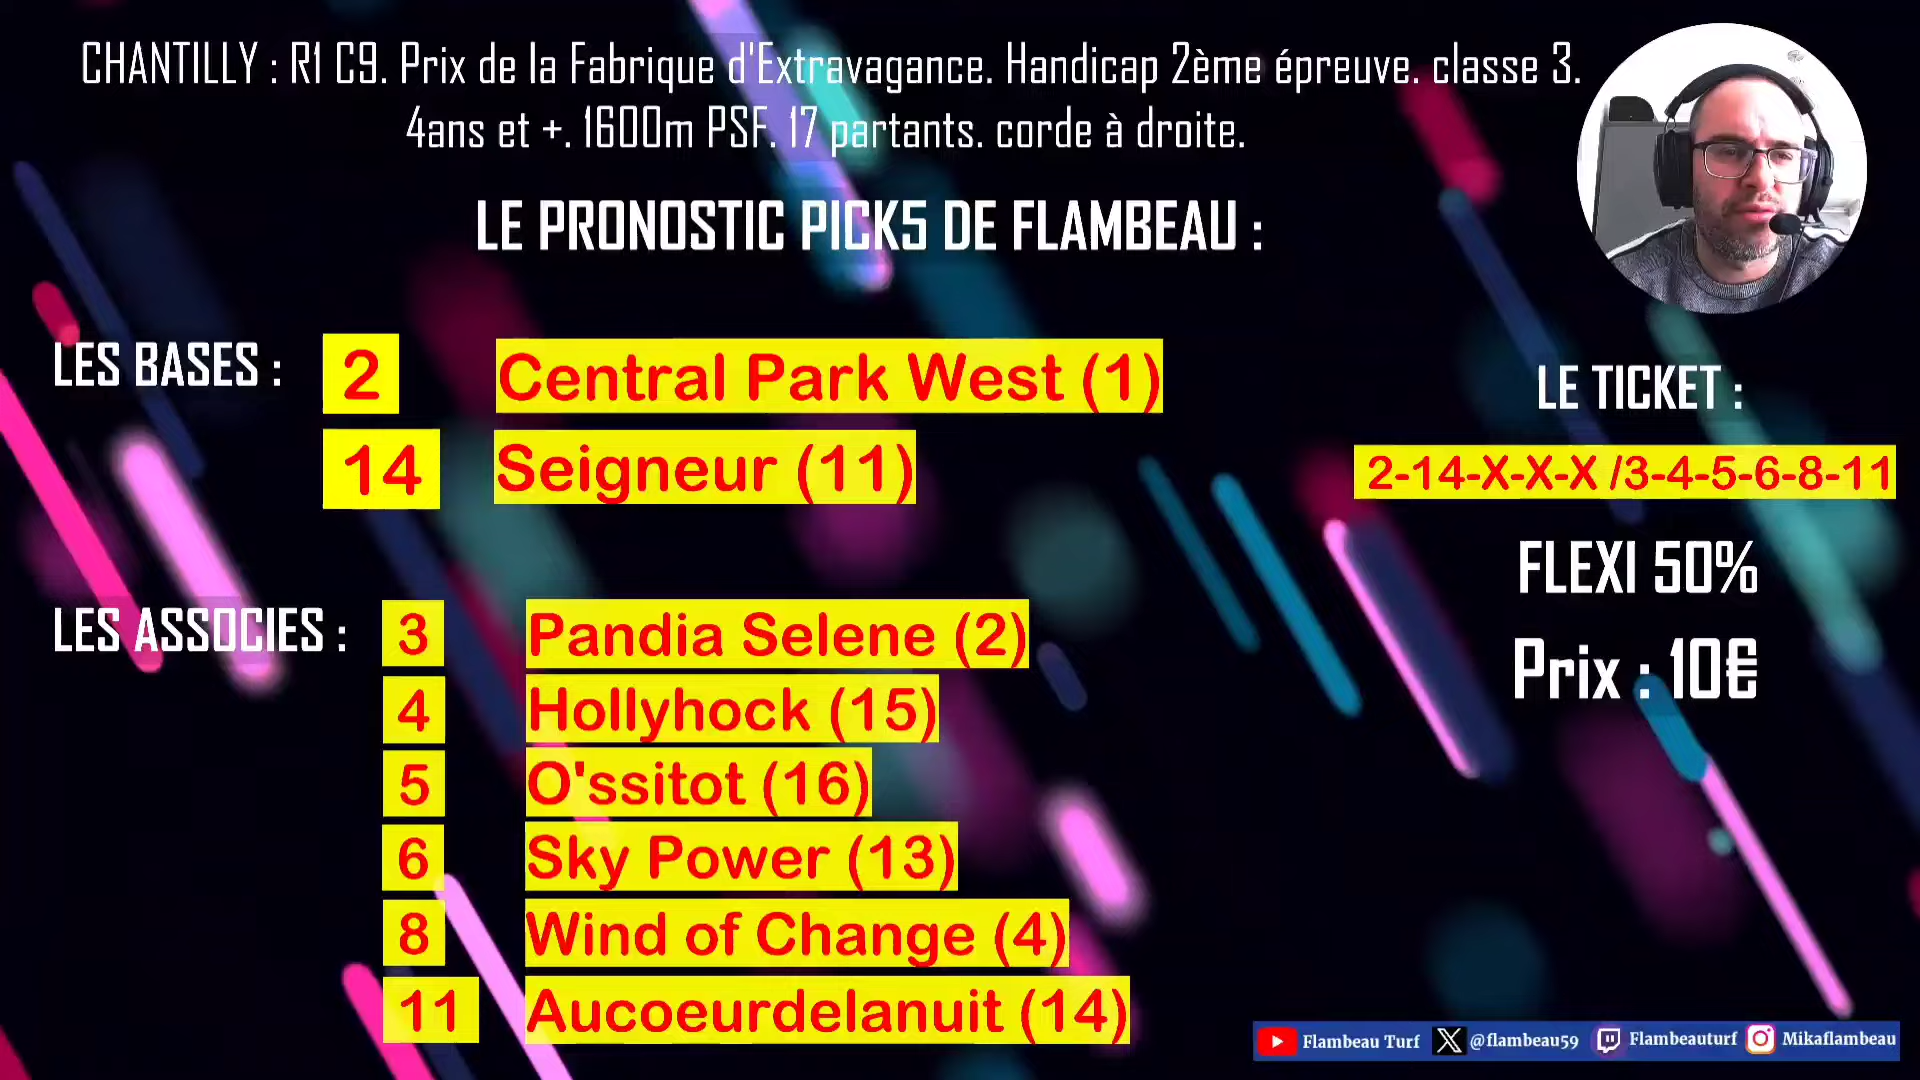 CHANTILLY : R1 C9. Prix de la Fabrique d'Extravagance. Handicap 2ème épreuve. classe 3.
4ans et +. 1600m PSF. 17 partants. corde à droite.
LE PRONOSTIC PICK5 DE FLAMBEAU :
LES BASES :
2 Central Park West (1)
14 Seigneur (11)
LES ASSOCIES :
3 Pandia Selene (2)
4 Hollyhock (15)
5 O'ssitot (16)
6 Sky Power (13)
8 Wind of Change (4)
11 Aucoeurdelanuit (14)
LE TICKET :
2-14-X-X-X /3-4-5-6-8-11
FLEXI 50%
Prix : 10€
Flambeau Turf @flambeau59 Flambeauturf Mikaflambeau